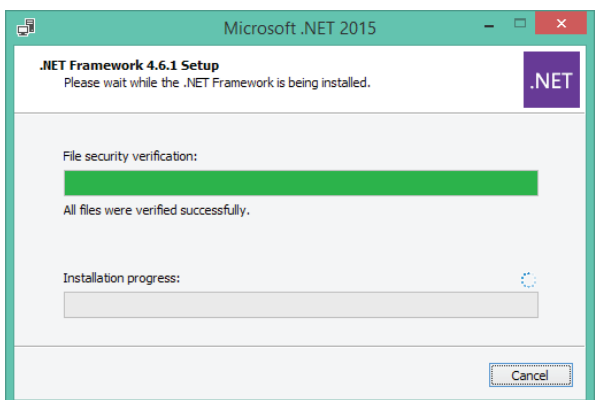 Microsoft .NET 2015
.NET Framework 4.6.1 Setup
Please wait while the .NET Framework is being installed.
.NET
File security verification:
All files were verified successfully.
Installation progress:
Cancel